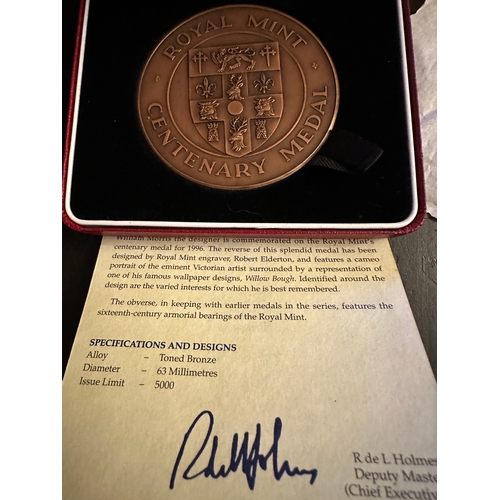 ROYAL MINT
CENTENARY MEDAL
William Morris the designer is commemorated on the Royal Mint's
centenary medal for 1996. The reverse of this splendid medal has been
designed by Royal Mint engraver, Robert Elderton, and features a cameo
portrait of the eminent Victorian artist surrounded by a representation of
one of his famous wallpaper designs, Willow Bough. Identified around the
design are the varied interests for which he is best remembered.
The obverse, in keeping with earlier medals in the series, features the
sixteenth-century armorial bearings of the Royal Mint.
SPECIFICATIONS AND DESIGNS
Alloy – Toned Bronze
Diameter – 63 Millimetres
Issue Limit – 5000
R de L Holmes
Deputy Maste
(Chief Executive